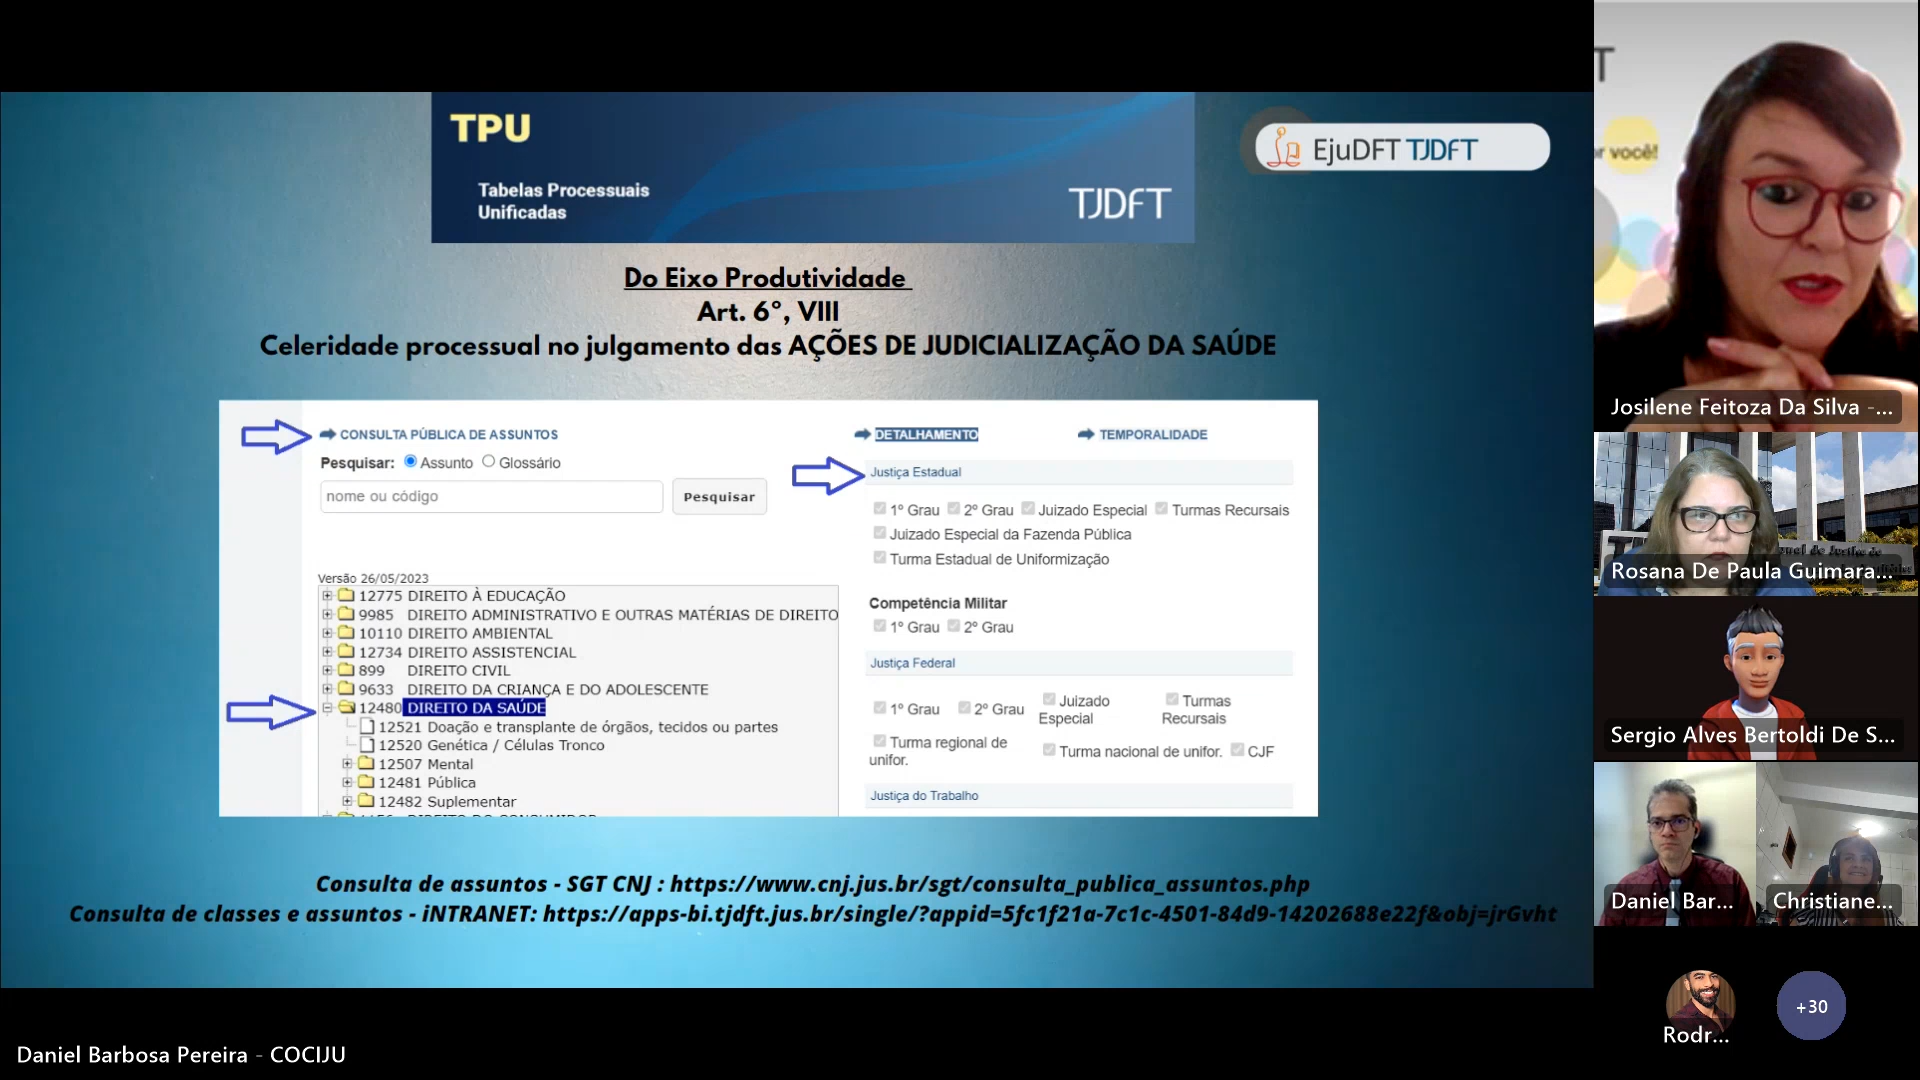 TPU
Tabelas Processuais
Unificadas
TJDFT
EjuDFT TJDFT
Do Eixo Produtividade
Art. 6°, VIII
Celeridade processual no julgamento das AÇÕES DE JUDICIALIZAÇÃO DA SAÚDE
CONSULTA PÚBLICA DE ASSUNTOS
Pesquisar: Assunto Glossário
nome ou código
Pesquisar
Versão 26/05/2023
12775 DIREITO À EDUCAÇÃO
9985 DIREITO ADMINISTRATIVO E OUTRAS MATÉRIAS DE DIREITO
10110 DIREITO AMBIENTAL
12734 DIREITO ASSISTENCIAL
899 DIREITO CIVIL
9633 DIREITO DA CRIANÇA E DO ADOLESCENTE
12480 DIREITO DA SAÚDE
12521 Doação e transplante de órgãos, tecidos ou partes
12520 Genética / Células Tronco
12507 Mental
12481 Pública
12482 Suplementar
DETALHAMENTO
TEMPORALIDADE
Justiça Estadual
1º Grau 2º Grau Juizado Especial Turmas Recursais
Juizado Especial da Fazenda Pública
Turma Estadual de Uniformização
Competência Militar
1º Grau 2º Grau
Justiça Federal
1º Grau 2º Grau Juizado Especial Turmas Recursais
Turma regional de unifor. Turma nacional de unifor. CJF
Justiça do Trabalho
Consulta de assuntos - SGT CNJ : https://www.cnj.jus.br/sgt/consulta_publica_assuntos.php
Consulta de classes e assuntos - iNTRANET: https://apps-bi.tjdft.jus.br/single/?appid=5fc1f21a-7c1c-4501-84d9-14202688e22f&obj=jrGvht
Daniel Barbosa Pereira - COCIJU
T
r você!
Josilene Feitoza Da Silva -...
Rosana De Paula Guimara...
Sergio Alves Bertoldi De S...
Daniel Bar...
Christiane...
Rodr...
+30